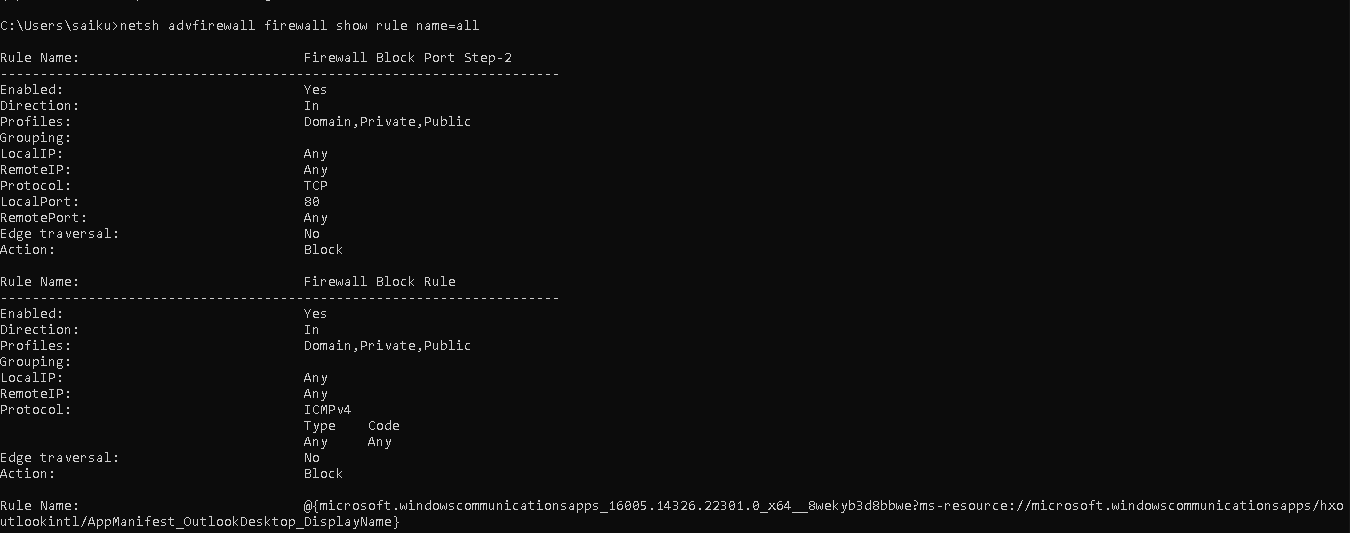 C:\Users\saiku>netsh advfirewall firewall show rule name=all
Rule Name: Firewall Block Port Step-2
----------------------------------------------------------------------
Enabled: Yes
Direction: In
Profiles: Domain,Private,Public
Grouping:
LocalIP: Any
RemoteIP: Any
Protocol: TCP
LocalPort: 80
RemotePort: Any
Edge traversal: No
Action: Block
Rule Name: Firewall Block Rule
----------------------------------------------------------------------
Enabled: Yes
Direction: In
Profiles: Domain,Private,Public
Grouping:
LocalIP: Any
RemoteIP: Any
Protocol: ICMPv4
Type Code
Any Any
Edge traversal: No
Action: Block
Rule Name: @{microsoft.windowscommunicationsapps_16005.14326.22301.0_x64__8wekyb3d8bbwe?ms-resource://microsoft.windowscommunicationsapps/hxo
utlookintl/AppManifest_OutlookDesktop_DisplayName}